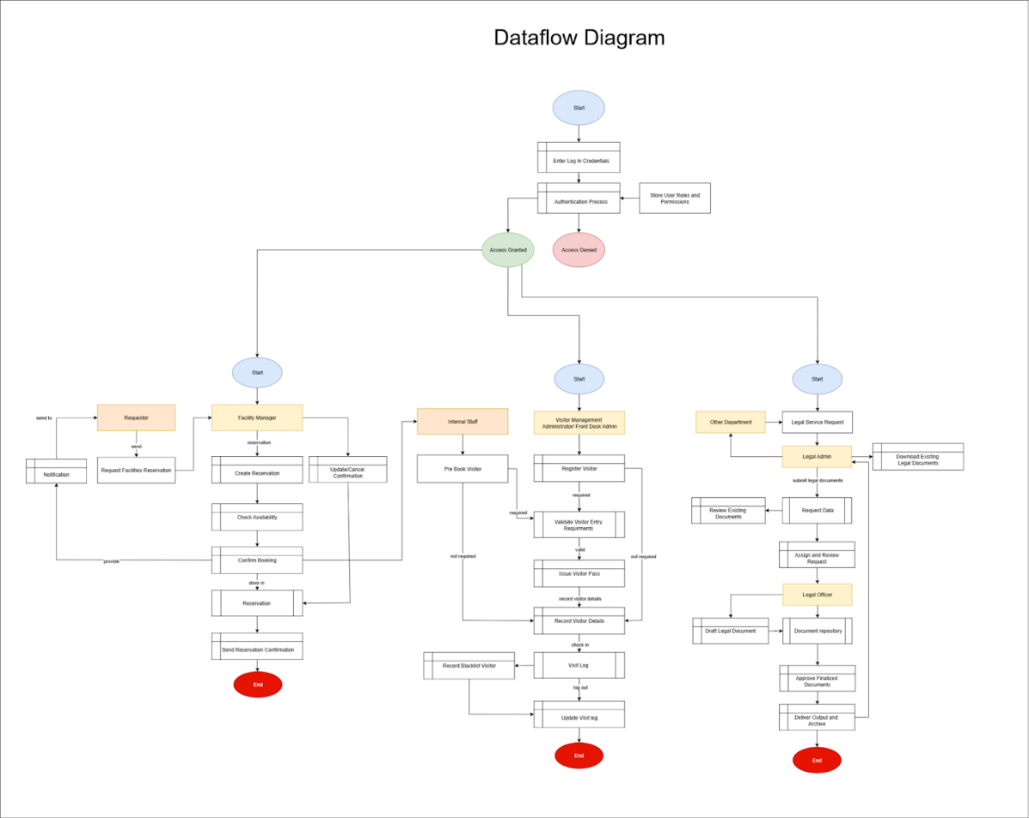 Dataflow Diagram
Start
Enter Log In Credentials
Authentication Process
Store User Roles and
Permissions
Access Granted
Access Denied
Start
Start
Start
send to
Requestor
send
Request Facilities Reservation
Notification
Facility Manager
reservation
Create Reservation
Update/Cancel
Confirmation
Check Availability
Confirm Booking
provide
store in
Reservation
Send Reservation Confirmation
End
Internal Staff
Pre Book Visitor
required
not required
Visitor Management
Administrator/ Front Desk Admin
Register Visitor
required
Validate Visitor Entry
Requirments
valid
not required
Issue Visitor Pass
record visitor details
Record Visitor Details
check in
Record Blacklist Visitor
Visit Log
log out
Update Visit log
End
Other Department
Legal Service Request
Legal Admin
Download Existing
Legal Documents
submit legal documents
Review Existing
Documents
Request Data
Assign and Review
Request
Legal Officer
Draft Legal Document
Document repository
Approve Finalized
Documents
Deliver Output and
Archive
End